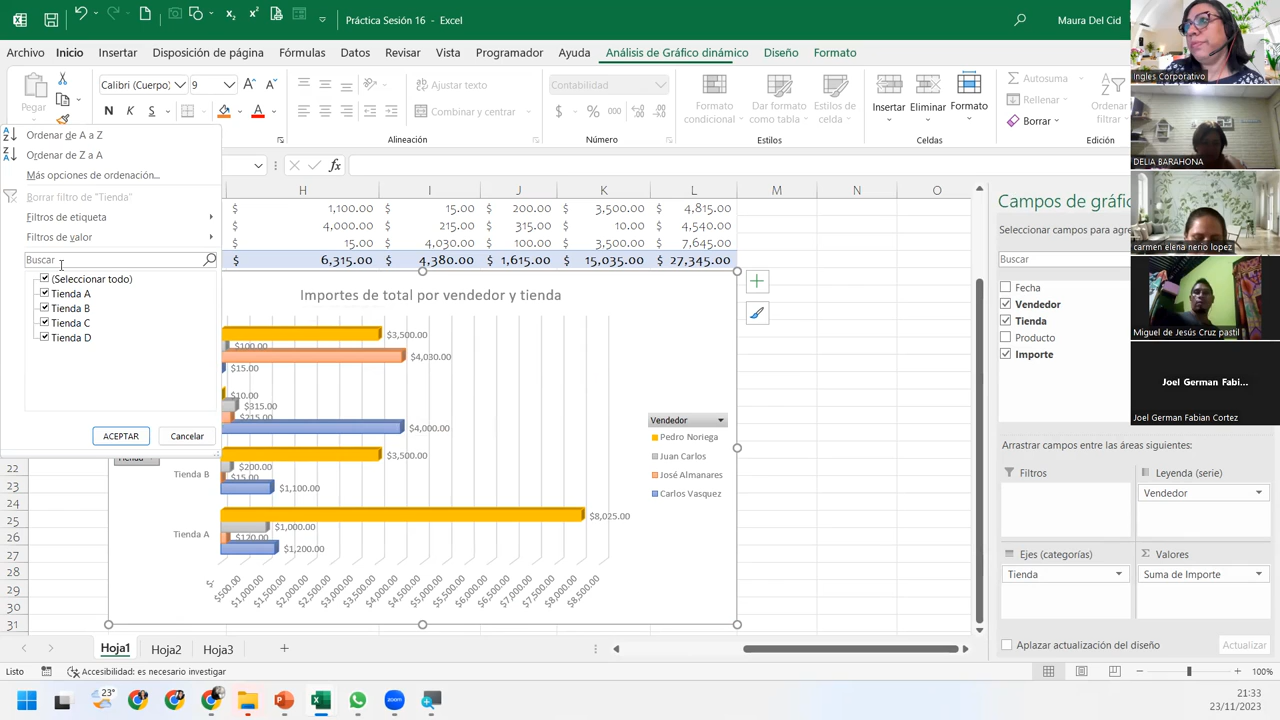 Práctica Sesión 16 - Excel
Maura Del Cid
Archivo Inicio Insertar Disposición de página Fórmulas Datos Revisar Vista Programador Ayuda Análisis de Gráfico dinámico Diseño Formato
Pegar
Calibri (Cuerpo)
9
N K S
Ajustar texto
Combinar y centrar
Alineación
Contabilidad
$ % 000
Número
Formato condicional
Dar formato como tabla
Estilos de celda
Estilos
Insertar
Eliminar
Formato
Celdas
Autosuma
Rellenar
Borrar
Ordenar
filtrar
Edición
fx
Ordenar de A a Z
Ordenar de Z a A
Más opciones de ordenación...
Borrar filtro de "Tienda"
Filtros de etiqueta
Filtros de valor
Buscar
(Seleccionar todo)
Tienda A
Tienda B
Tienda C
Tienda D
ACEPTAR
Cancelar
H I J K L M N O
$ 1,100.00 $ 15.00 $ 200.00 $ 3,500.00 $ 4,815.00
$ 4,000.00 $ 215.00 $ 315.00 $ 10.00 $ 4,540.00
$ 15.00 $ 4,030.00 $ 100.00 $ 3,500.00 $ 7,645.00
$ 6,315.00 $ 4,380.00 $ 1,615.00 $ 15,035.00 $ 27,345.00
Importes de total por vendedor y tienda
$3,500.00
$100.00
$4,030.00
$15.00
$10.00
$315.00
$215.00
$4,000.00
$3,500.00
$200.00
Tienda B
$15.00
$1,100.00
$8,025.00
$1,000.00
Tienda A
$120.00
$1,200.00
$-
$500.00
$1,000.00
$1,500.00
$2,000.00
$2,500.00
$3,000.00
$3,500.00
$4,000.00
$4,500.00
$5,000.00
$5,500.00
$6,000.00
$6,500.00
$7,000.00
$7,500.00
$8,000.00
$8,500.00
Vendedor
Pedro Noriega
Juan Carlos
José Almanares
Carlos Vasquez
22
23
24
25
26
27
28
29
30
31
Campos de gráfi
Seleccionar campos para agre
Buscar
Fecha
Vendedor
Tienda
Producto
Importe
Arrastrar campos entre las áreas siguientes:
Filtros
Leyenda (serie)
Vendedor
Ejes (categorías)
Tienda
Valores
Suma de Importe
Aplazar actualización del diseño
Actualizar
Ingles Corporativo
DELIA BARAHONA
carmen elena nerio lopez
Miguel de Jesús Cruz pastil
Joel German Fabi...
Joel German Fabian Cortez
Hoja1 Hoja2 Hoja3
Listo
Accesibilidad: es necesario investigar
100%
23°
21:33
23/11/2023